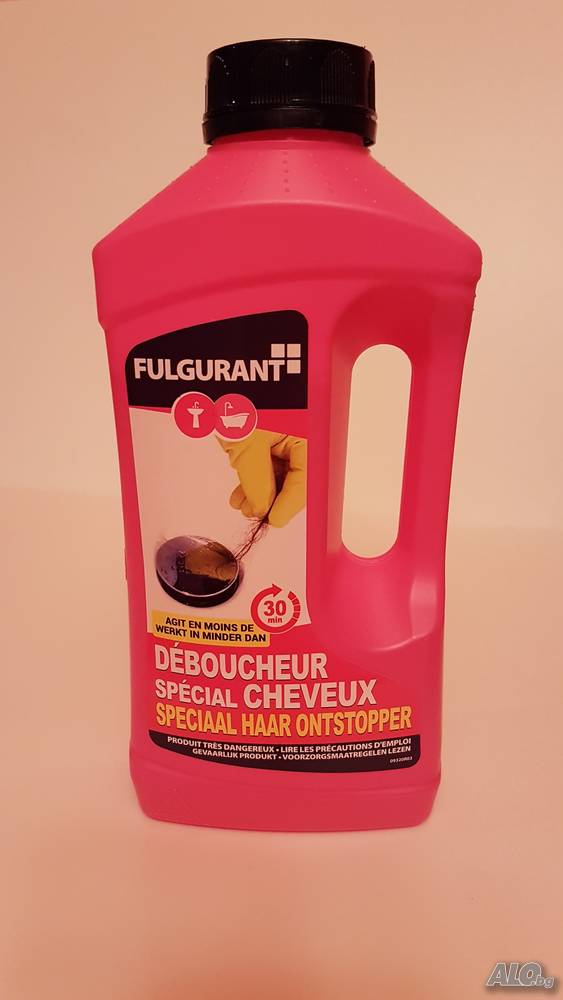 FULGURANT
30
min
AGIT EN MOINS DE
WERKT IN MINDER DAN
DÉBOUCHEUR
SPÉCIAL CHEVEUX
SPECIAAL HAAR ONTSTOPPER
PRODUIT TRÈS DANGEREUX • LIRE LES PRÉCAUTIONS D'EMPLOI
GEVAARLIJK PRODUKT • VOORZORGSMAATREGELEN LEZEN
09320R03
ALO.bg